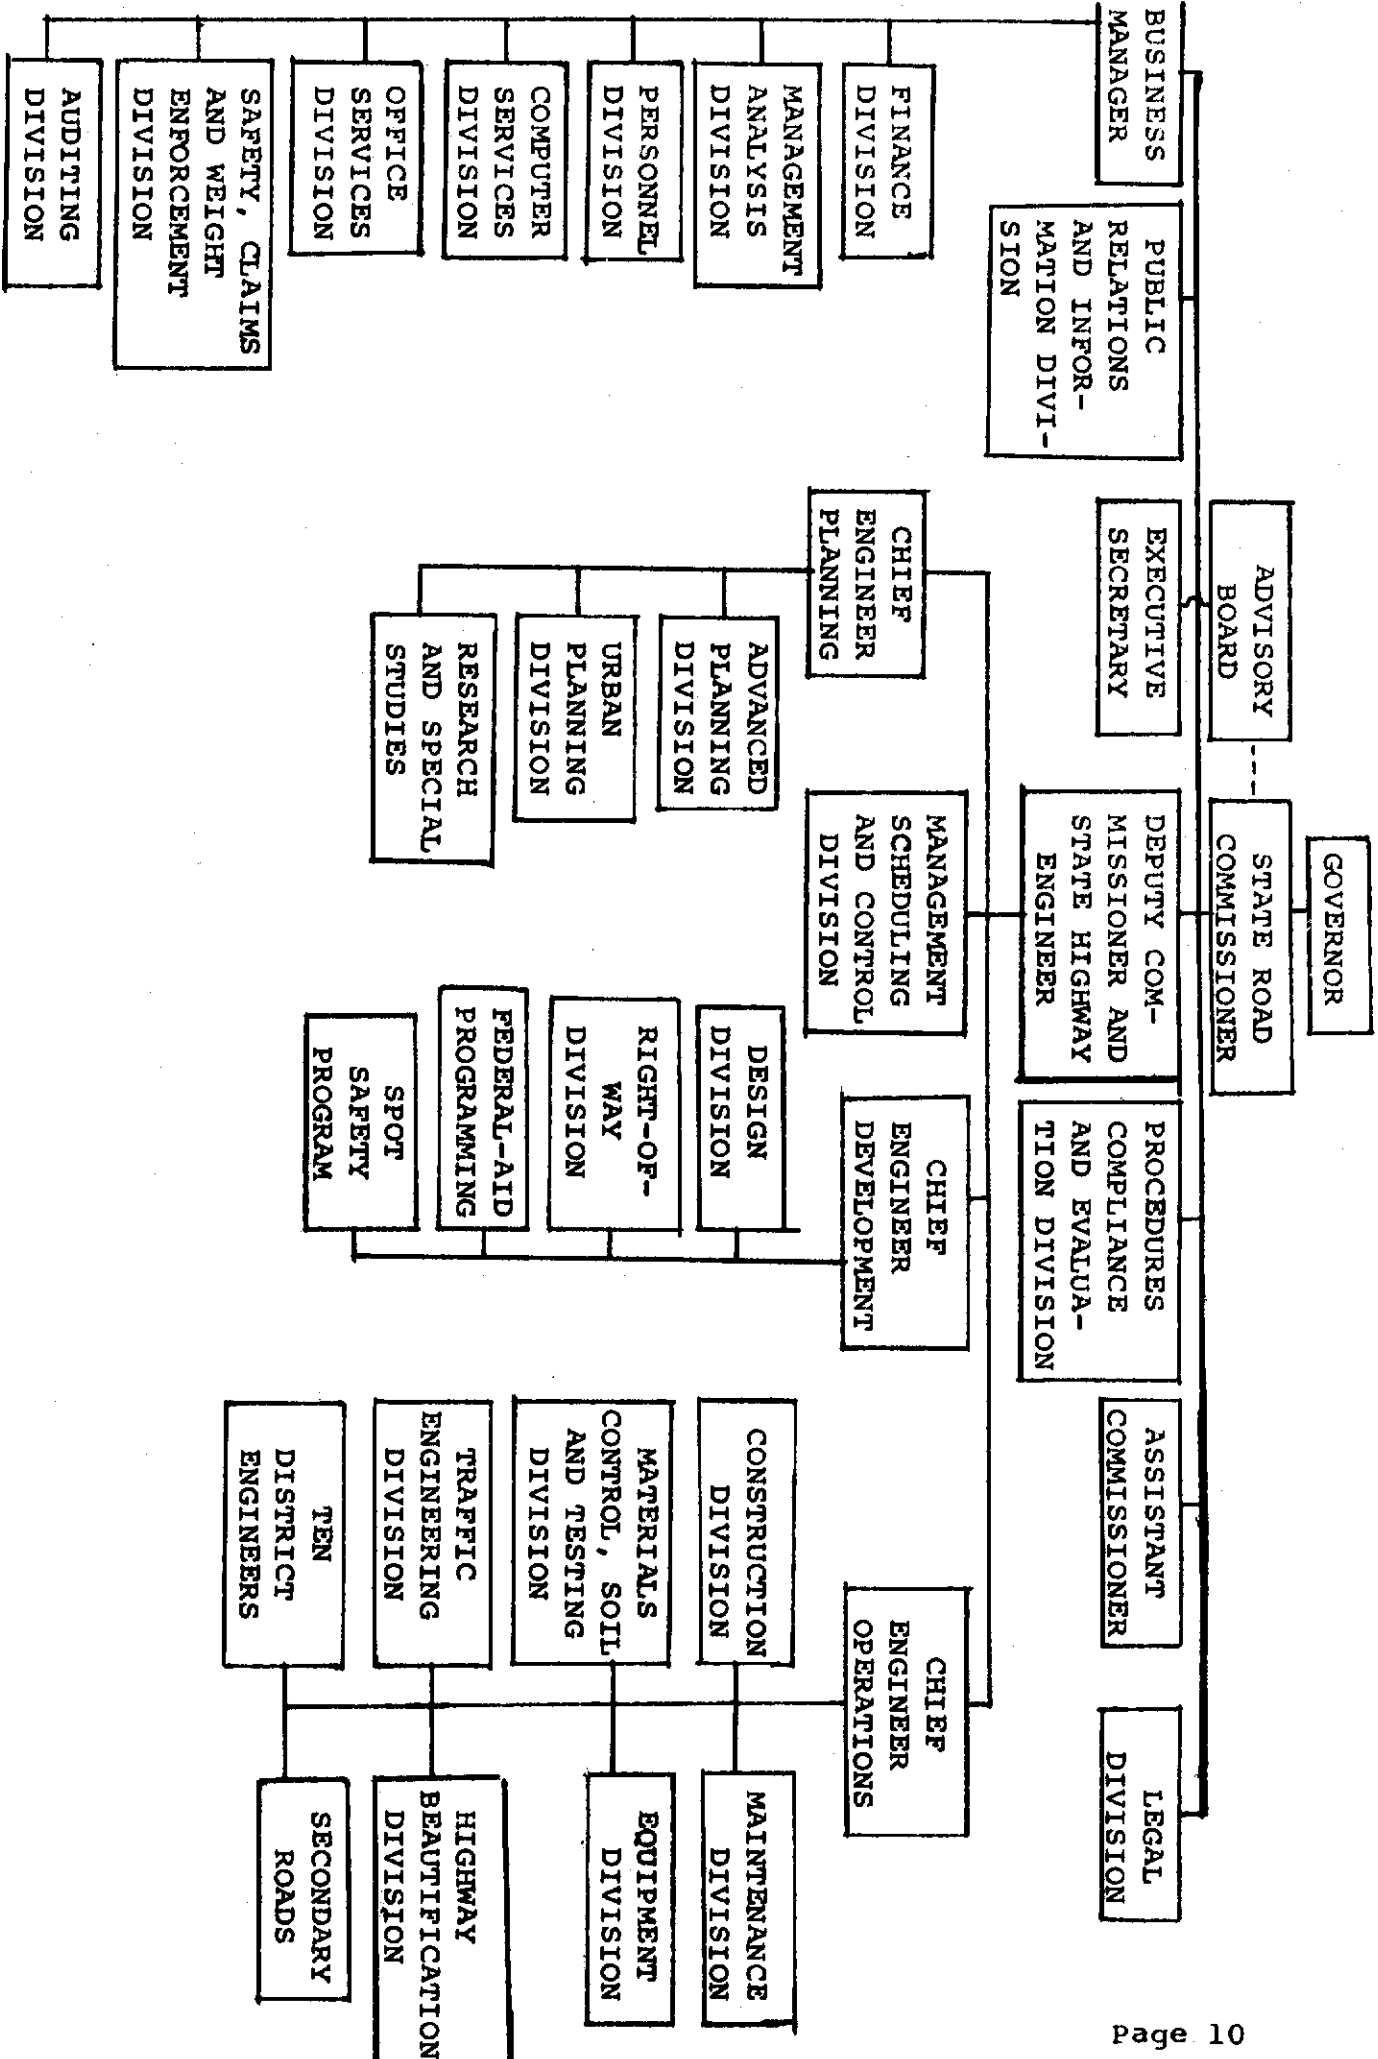 GOVERNOR
ADVISORY
BOARD
STATE ROAD
COMMISSIONER
BUSINESS
MANAGER
PUBLIC
RELATIONS
AND INFOR-
MATION DIVI-
SION
EXECUTIVE
SECRETARY
DEPUTY COM-
MISSIONER AND
STATE HIGHWAY
ENGINEER
PROCEDURES
COMPLIANCE
AND EVALUA-
TION DIVISION
ASSISTANT
COMMISSIONER
LEGAL
DIVISION
CHIEF
ENGINEER
PLANNING
MANAGEMENT
SCHEDULING
AND CONTROL
DIVISION
CHIEF
ENGINEER
DEVELOPMENT
CHIEF
ENGINEER
OPERATIONS
FINANCE
DIVISION
MANAGEMENT
ANALYSIS
DIVISION
PERSONNEL
DIVISION
COMPUTER
SERVICES
DIVISION
OFFICE
SERVICES
DIVISION
SAFETY, CLAIMS
AND WEIGHT
ENFORCEMENT
DIVISION
AUDITING
DIVISION
ADVANCED
PLANNING
DIVISION
URBAN
PLANNING
DIVISION
RESEARCH
AND SPECIAL
STUDIES
DESIGN
DIVISION
RIGHT-OF-
WAY
DIVISION
FEDERAL-AID
PROGRAMMING
SPOT
SAFETY
PROGRAM
CONSTRUCTION
DIVISION
MATERIALS
CONTROL, SOIL
AND TESTING
DIVISION
TRAFFIC
ENGINEERING
DIVISION
TEN
DISTRICT
ENGINEERS
MAINTENANCE
DIVISION
EQUIPMENT
DIVISION
HIGHWAY
BEAUTIFICATION
DIVISION
SECONDARY
ROADS
Page 10